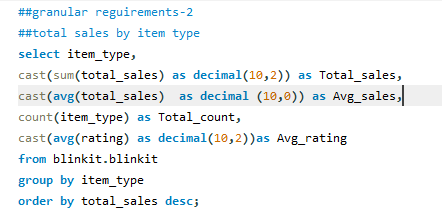 ##granular reguirements-2
##total sales by item type
select item_type,
cast(sum(total_sales) as decimal(10,2)) as Total_sales,
cast(avg(total_sales)  as decimal (10,0)) as Avg_sales,
count(item_type) as Total_count,
cast(avg(rating) as decimal(10,2))as Avg_rating
from blinkit.blinkit
group by item_type
order by total_sales desc;